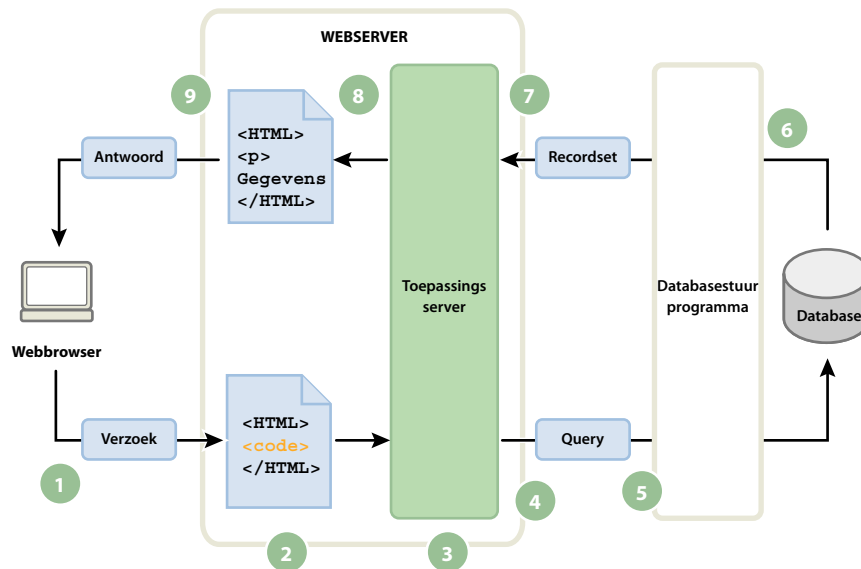 WEBSERVER
9
8
7
6
<HTML>
<p>
Gegevens
</HTML>
Antwoord
Recordset
Toepassings
server
Databasestuur
programma
Database
Webbrowser
<HTML>
<code>
</HTML>
Verzoek
Query
1
2
3
4
5